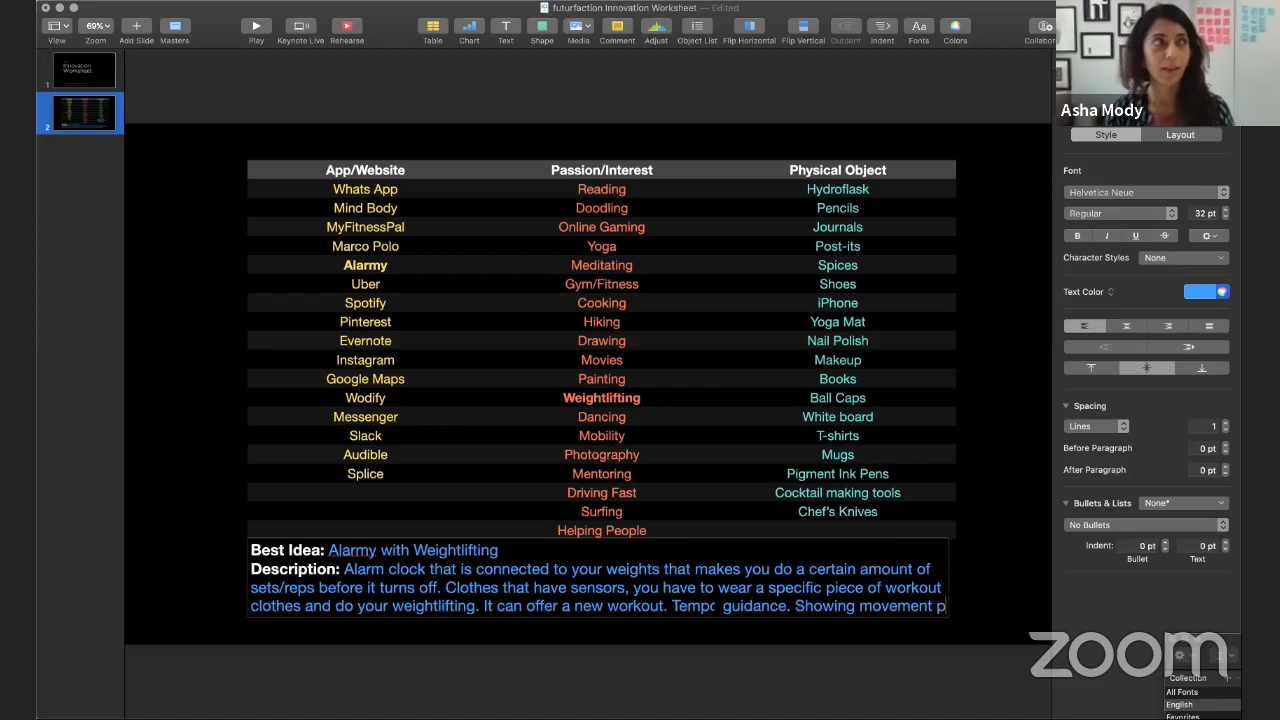 futurfaction Innovation Worksheet — Edited
View
69%
Zoom
Add Slide
Masters
Play
Keynote Live
Rehearse
Table
Chart
Text
Shape
Media
Comment
Adjust
Object List
Flip Horizontal
Flip Vertical
Outdent
Indent
Fonts
Colors
Collabor
Asha Mody
1
Innovation
Worksheet
2
App/Website Passion/Interest Physical Object
Whats App Reading Hydroflask
Mind Body Doodling Pencils
MyFitnessPal Online Gaming Journals
Marco Polo Yoga Post-its
Alarmy Meditating Spices
Uber Gym/Fitness Shoes
Spotify Cooking iPhone
Pinterest Hiking Yoga Mat
Evernote Drawing Nail Polish
Instagram Movies Makeup
Google Maps Painting Books
Wodify Weightlifting Ball Caps
Messenger Dancing White board
Slack Mobility T-shirts
Audible Photography Mugs
Splice Mentoring Pigment Ink Pens
Driving Fast Cocktail making tools
Surfing Chef's Knives
Helping People
Best Idea: Alarmy with Weightlifting
Description: Alarm clock that is connected to your weights that makes you do a certain amount of
sets/reps before it turns off. Clothes that have sensors, you have to wear a specific piece of workout
clothes and do your weightlifting. It can offer a new workout. Tempo guidance. Showing movement p
Style Layout
Font
Helvetica Neue
Regular 32 pt
B I U S
Character Styles None
Text Color
Spacing
Lines 1
Before Paragraph 0 pt
After Paragraph 0 pt
Bullets & Lists None*
No Bullets
Indent: 0 pt 0 pt
Bullet Text
zoom
Collection
All Fonts
English
Favorites